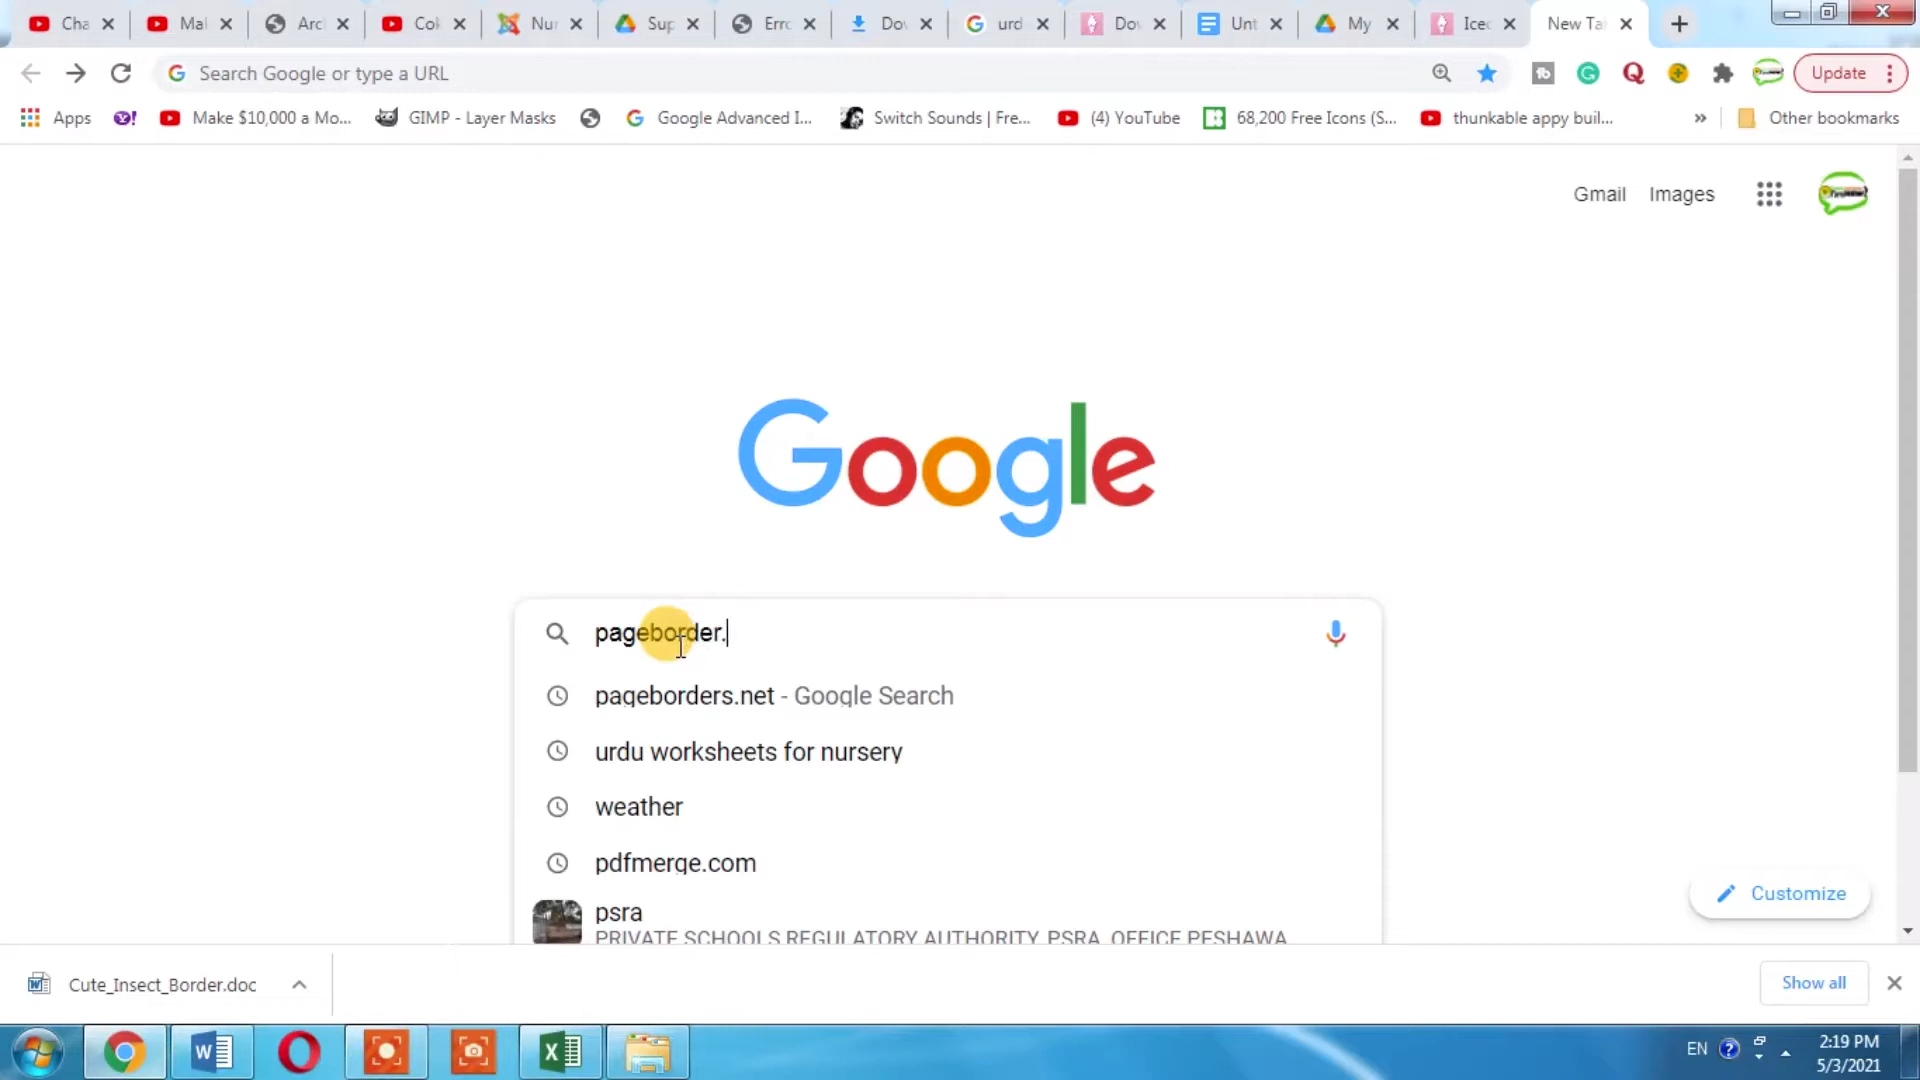 Cha Mal Arc Cok Nur Sup Erro Dov urd Dov Unt My Icec New Ta
Search Google or type a URL Update
Apps Make $10,000 a Mo... GIMP - Layer Masks Google Advanced I... Switch Sounds | Fre... (4) YouTube 68,200 Free Icons (S... thunkable appy buil... » Other bookmarks
Gmail Images
Google
pageborder.
pageborders.net - Google Search
urdu worksheets for nursery
weather
pdfmerge.com
psra
PRIVATE SCHOOLS REGULATORY AUTHORITY, PSRA, OFFICE PESHAWA
Customize
Cute_Insect_Border.doc Show all
EN 2:19 PM
5/3/2021